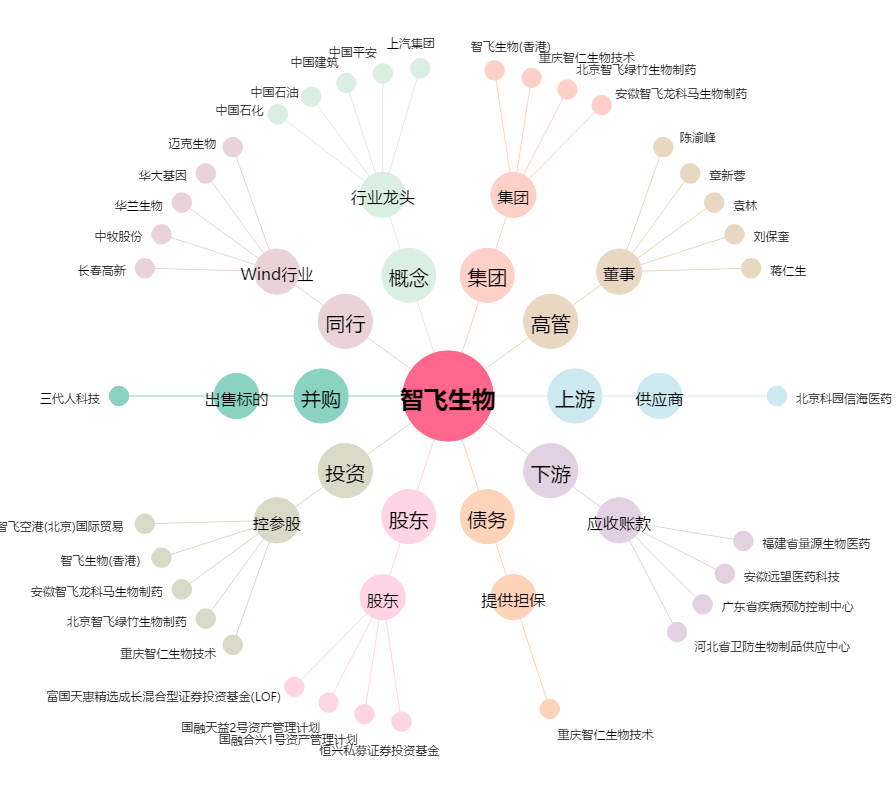 上汽集团
中国平安
中国建筑
中国石油
中国石化
行业龙头
概念
智飞生物(香港)
重庆智仁生物技术
北京智飞绿竹生物制药
安徽智飞龙科马生物制药
集团
集团
迈克生物
华大基因
华兰生物
中牧股份
长春高新
Wind行业
同行
陈渝峰
章新蓉
袁林
刘保奎
蒋仁生
董事
高管
三代人科技
出售标的
并购
智飞生物
上游
供应商
北京科园信海医药
投资
控参股
智飞空港(北京)国际贸易
智飞生物(香港)
安徽智飞龙科马生物制药
北京智飞绿竹生物制药
重庆智仁生物技术
下游
应收账款
福建省量源生物医药
安徽远望医药科技
广东省疾病预防控制中心
河北省卫防生物制品供应中心
股东
股东
富国天惠精选成长混合型证券投资基金(LOF)
国融天益2号资产管理计划
国融合兴1号资产管理计划
恒兴私募证券投资基金
债务
提供担保
重庆智仁生物技术